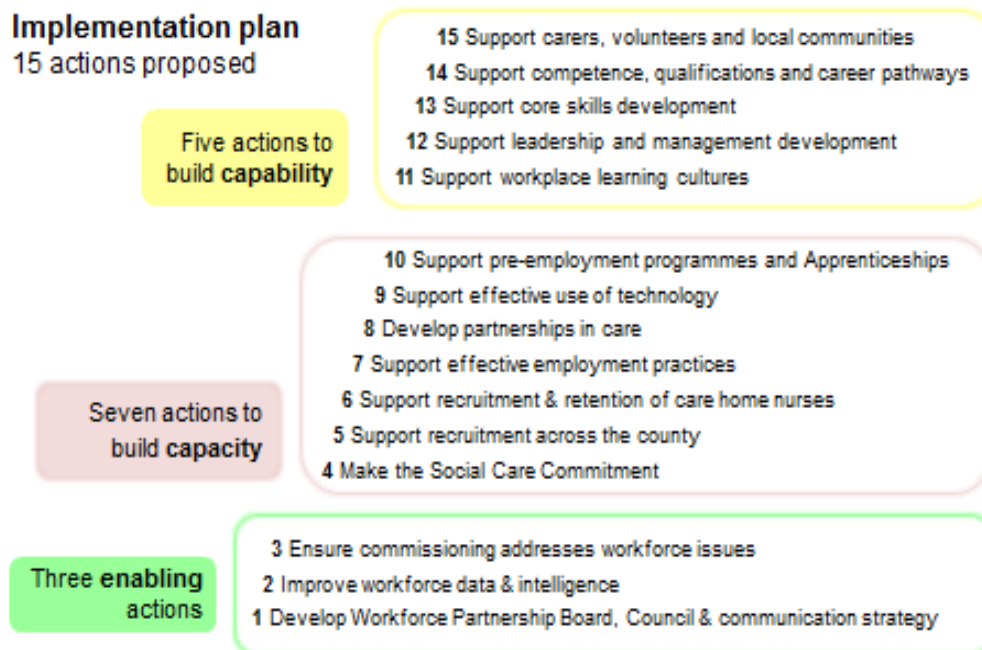 Implementation plan
15 actions proposed
15 Support carers, volunteers and local communities
14 Support competence, qualifications and career pathways
13 Support core skills development
12 Support leadership and management development
11 Support workplace learning cultures
Five actions to
build capability
10 Support pre-employment programmes and Apprenticeships
9 Support effective use of technology
8 Develop partnerships in care
7 Support effective employment practices
6 Support recruitment & retention of care home nurses
5 Support recruitment across the county
4 Make the Social Care Commitment
Seven actions to
build capacity
3 Ensure commissioning addresses workforce issues
2 Improve workforce data & intelligence
1 Develop Workforce Partnership Board, Council & communication strategy
Three enabling
actions